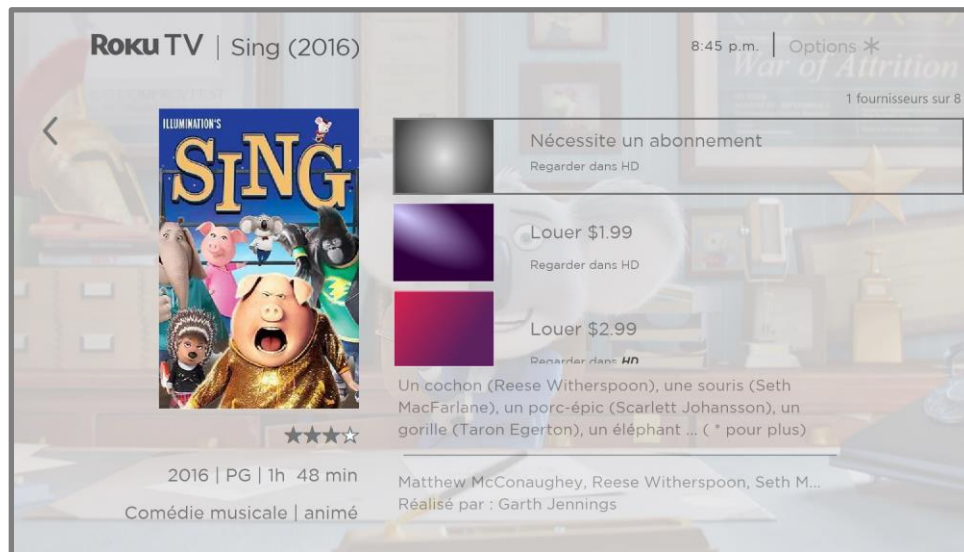 Roku TV | Sing (2016)
8:45 p.m. | Options *
War of Attrition
1 fournisseurs sur 8
ILLUMINATION'S
SING
Nécessite un abonnement
Regarder dans HD
Louer $1.99
Regarder dans HD
Louer $2.99
Regarder dans HD
Un cochon (Reese Witherspoon), une souris (Seth
MacFarlane), un porc-épic (Scarlett Johansson), un
gorille (Taron Egerton), un éléphant ... ( * pour plus)
2016 | PG | 1h 48 min
Comédie musicale | animé
Matthew McConaughey, Reese Witherspoon, Seth M...
Réalisé par : Garth Jennings